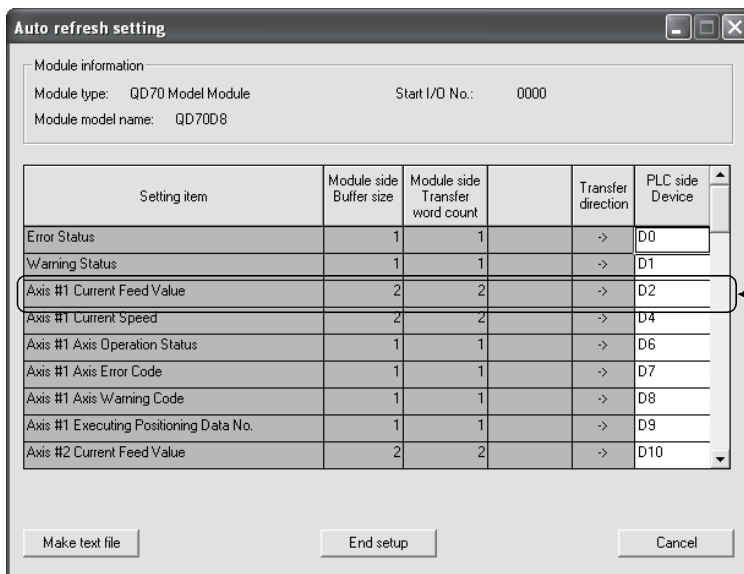 Auto refresh setting
Module information
Module type: QD70 Model Module Start I/O No.: 0000
Module model name: QD70D8
Setting item Module side Buffer size Module side Transfer word count Transfer direction PLC side Device
Error Status 1 1 -> D0
Warning Status 1 1 -> D1
Axis #1 Current Feed Value 2 2 -> D2
Axis #1 Current Speed 2 2 -> D4
Axis #1 Axis Operation Status 1 1 -> D6
Axis #1 Axis Error Code 1 1 -> D7
Axis #1 Axis Warning Code 1 1 -> D8
Axis #1 Executing Positioning Data No. 1 1 -> D9
Axis #2 Current Feed Value 2 2 -> D10
Make text file End setup Cancel